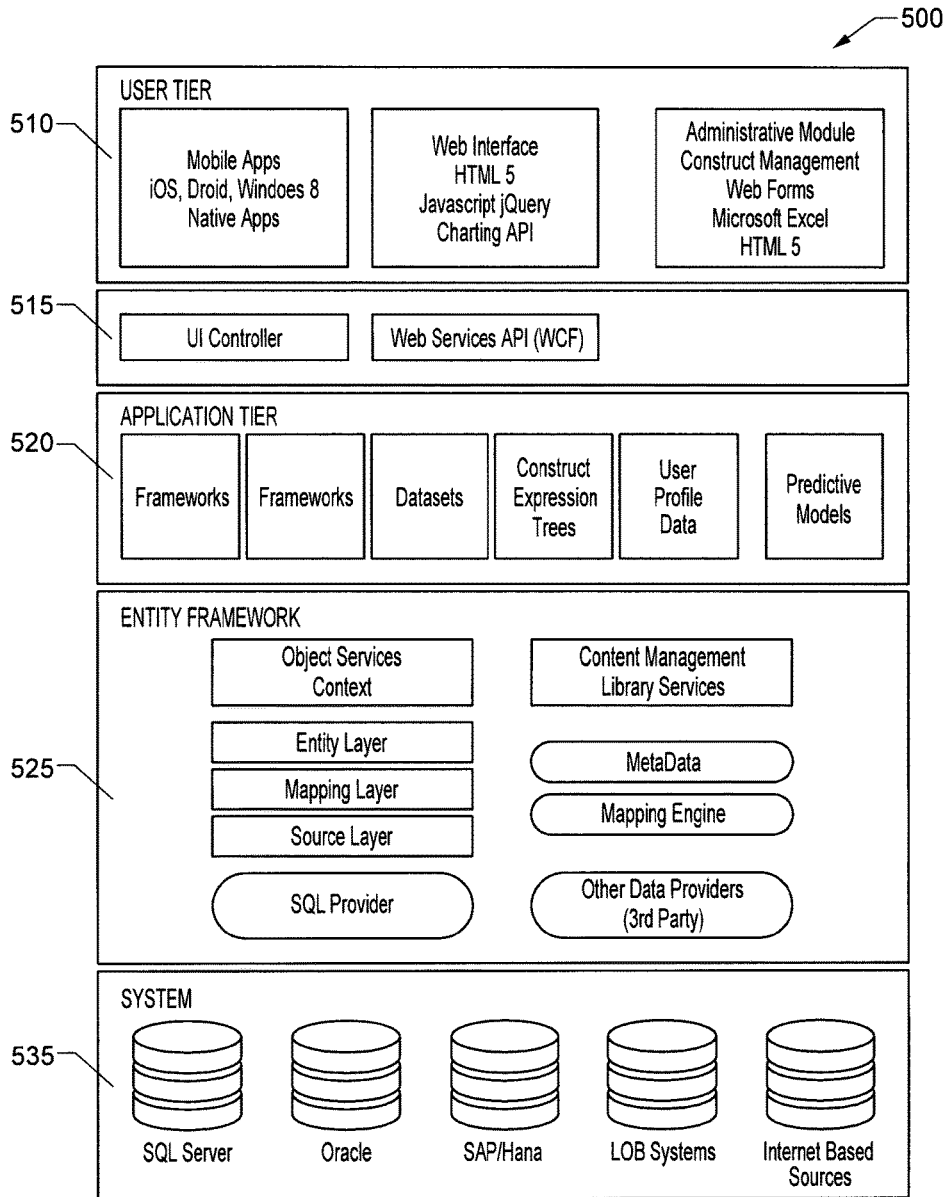 500
USER TIER
510
Mobile Apps
iOS, Droid, Windoes 8
Native Apps
Web Interface
HTML 5
Javascript jQuery
Charting API
Administrative Module
Construct Management
Web Forms
Microsoft Excel
HTML 5
515
UI Controller
Web Services API (WCF)
APPLICATION TIER
520
Frameworks
Frameworks
Datasets
Construct
Expression
Trees
User
Profile
Data
Predictive
Models
ENTITY FRAMEWORK
525
Object Services
Context
Entity Layer
Mapping Layer
Source Layer
SQL Provider
Content Management
Library Services
MetaData
Mapping Engine
Other Data Providers
(3rd Party)
SYSTEM
535
SQL Server
Oracle
SAP/Hana
LOB Systems
Internet Based
Sources